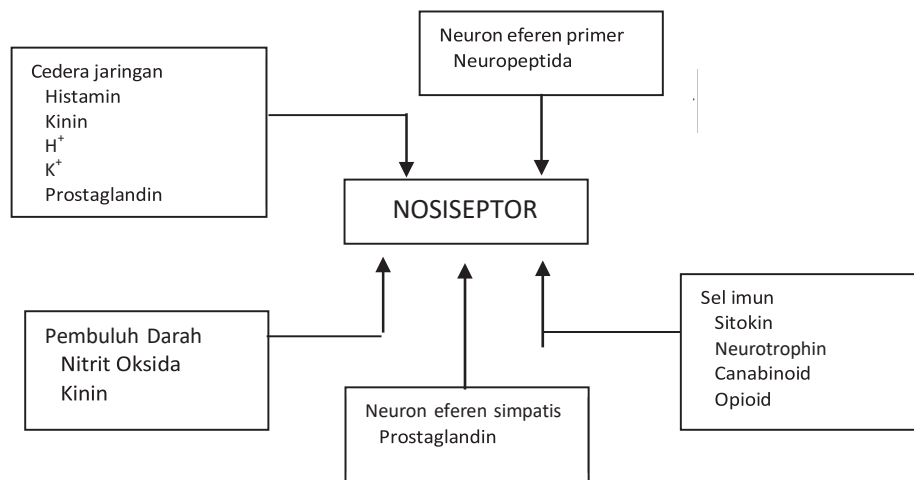 Neuron eferen primer
Neuropeptida
Cedera jaringan
Histamin
Kinin
H⁺
K⁺
Prostaglandin
NOSISEPTOR
Pembuluh Darah
Nitrit Oksida
Kinin
Neuron eferen simpatis
Prostaglandin
Sel imun
Sitokin
Neurotrophin
Canabinoid
Opioid